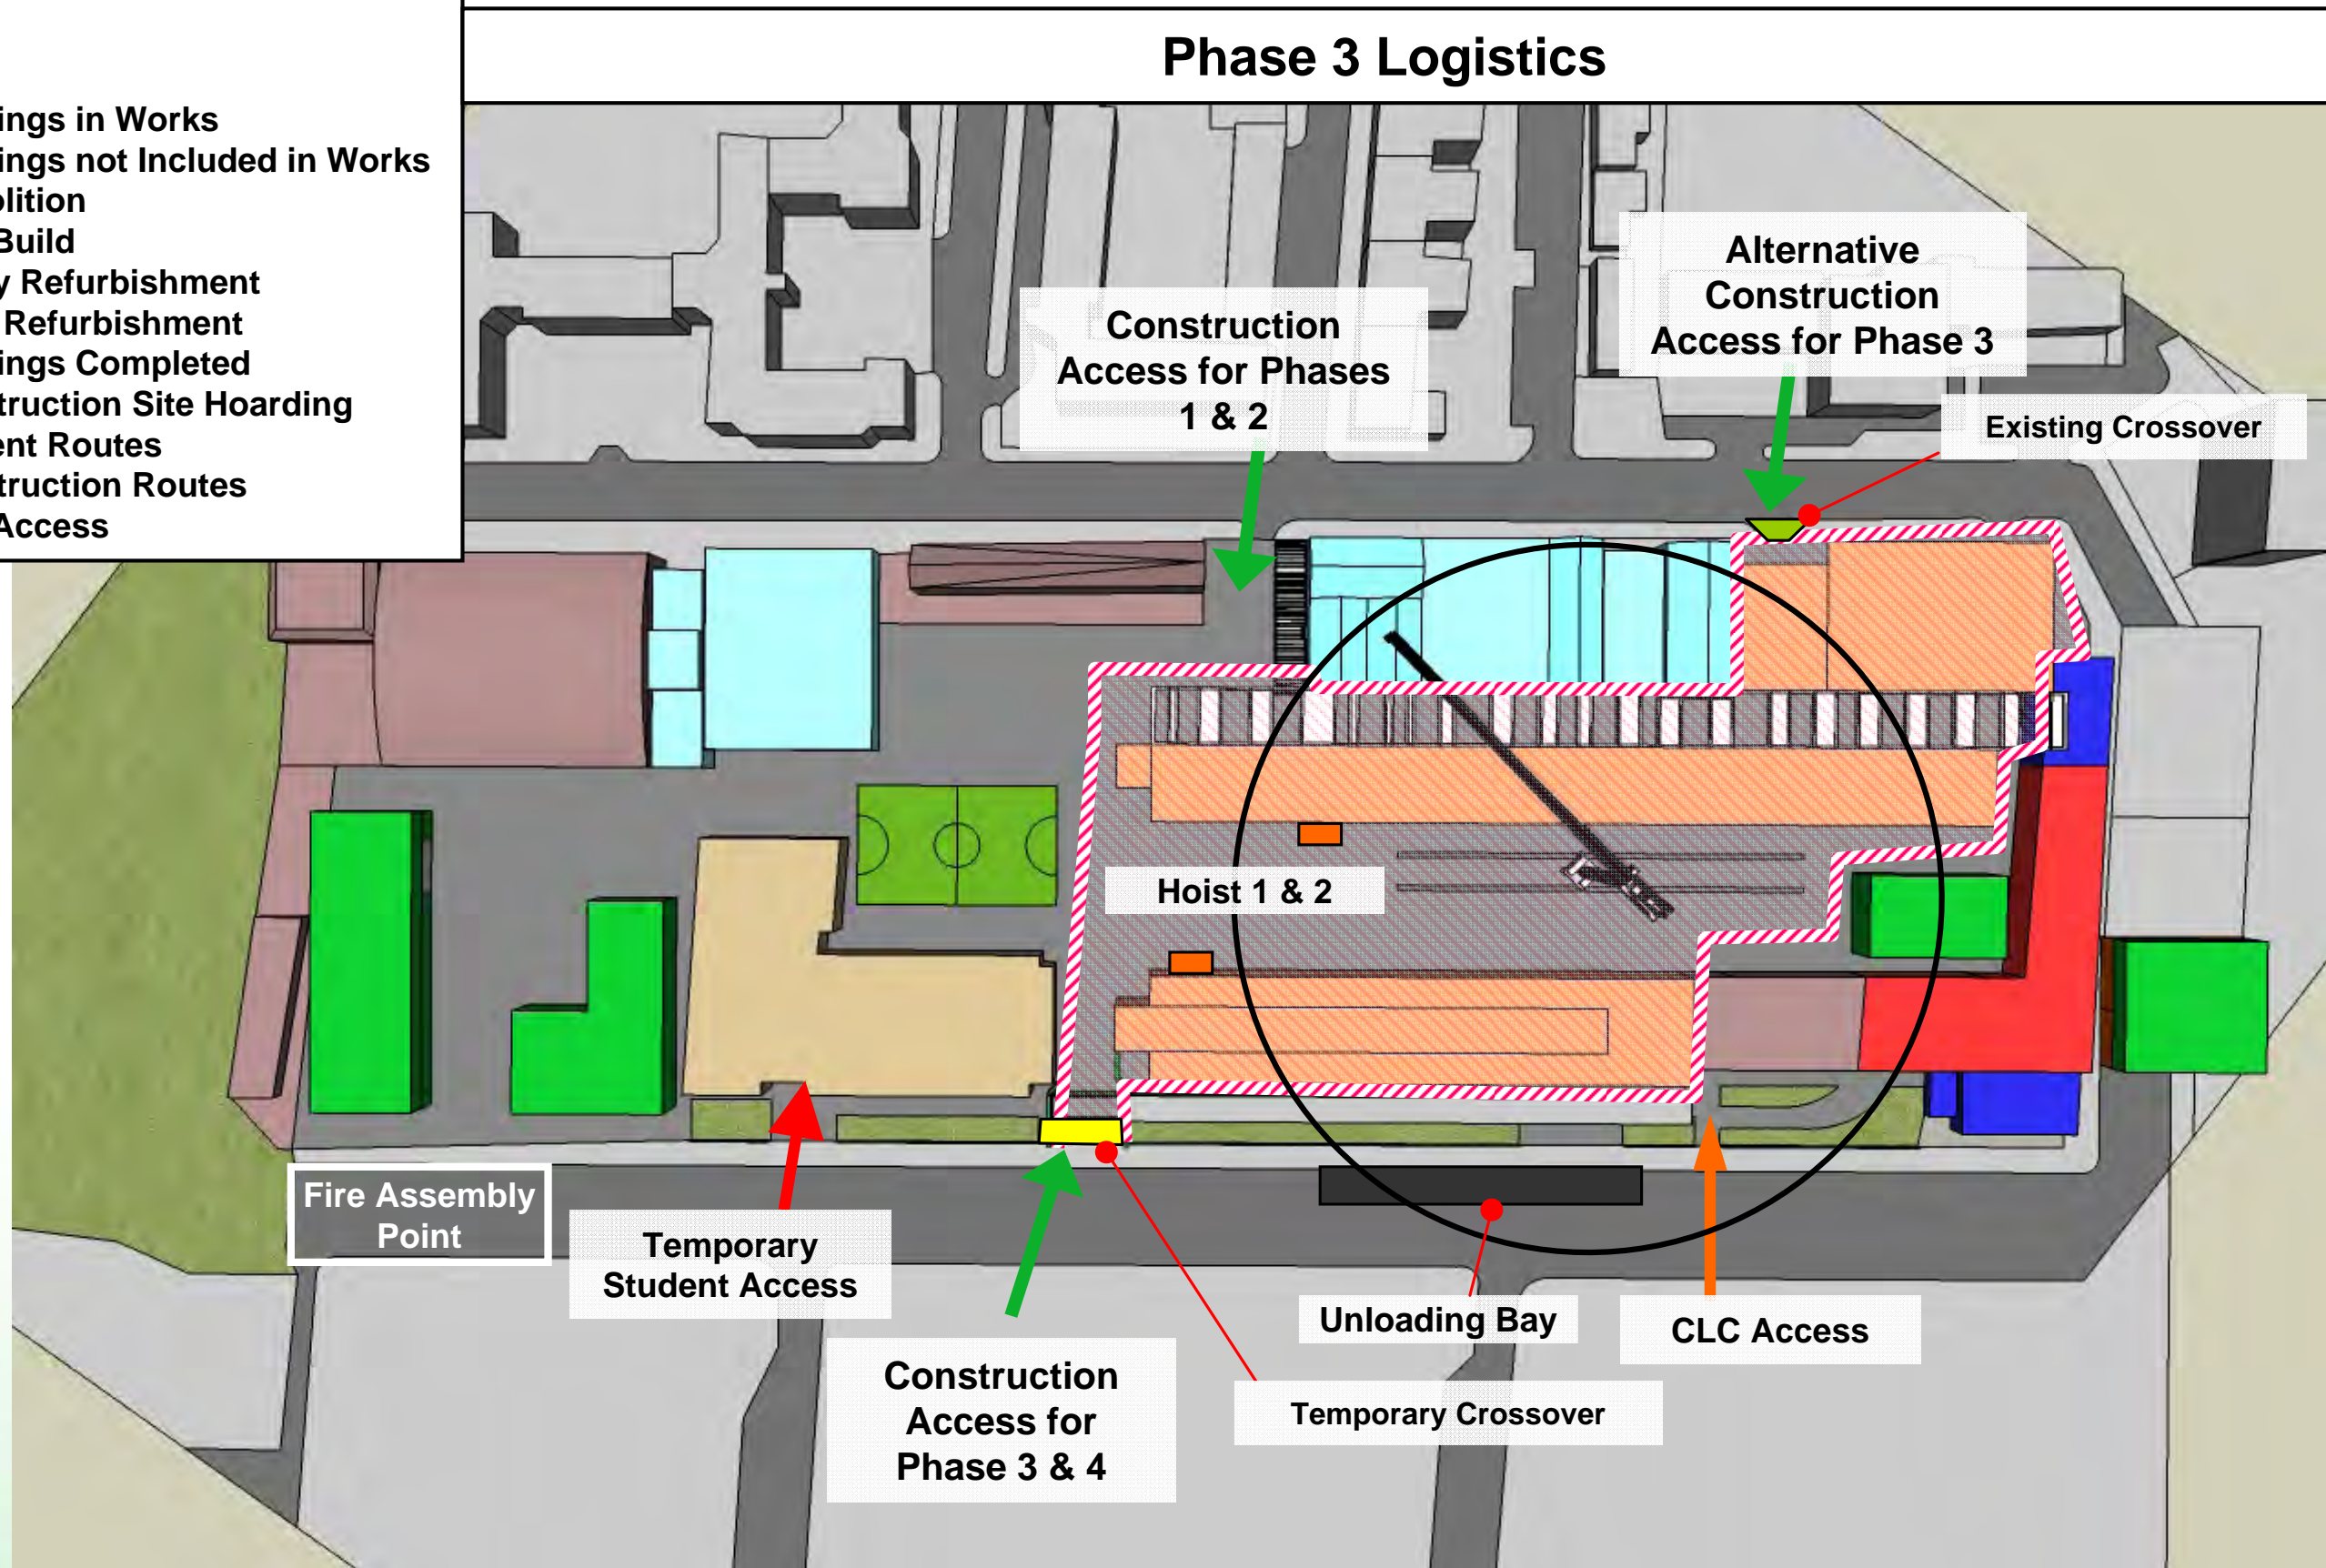 Phase 3 Logistics
ings in Works
ings not Included in Works
olition
Build
y Refurbishment
Refurbishment
ings Completed
truction Site Hoarding
ent Routes
truction Routes
Access
Alternative
Construction
Access for Phase 3
Construction
Access for Phases
1 & 2
Existing Crossover
Hoist 1 & 2
Fire Assembly
Point
Temporary
Student Access
Unloading Bay
CLC Access
Construction
Access for
Phase 3 & 4
Temporary Crossover